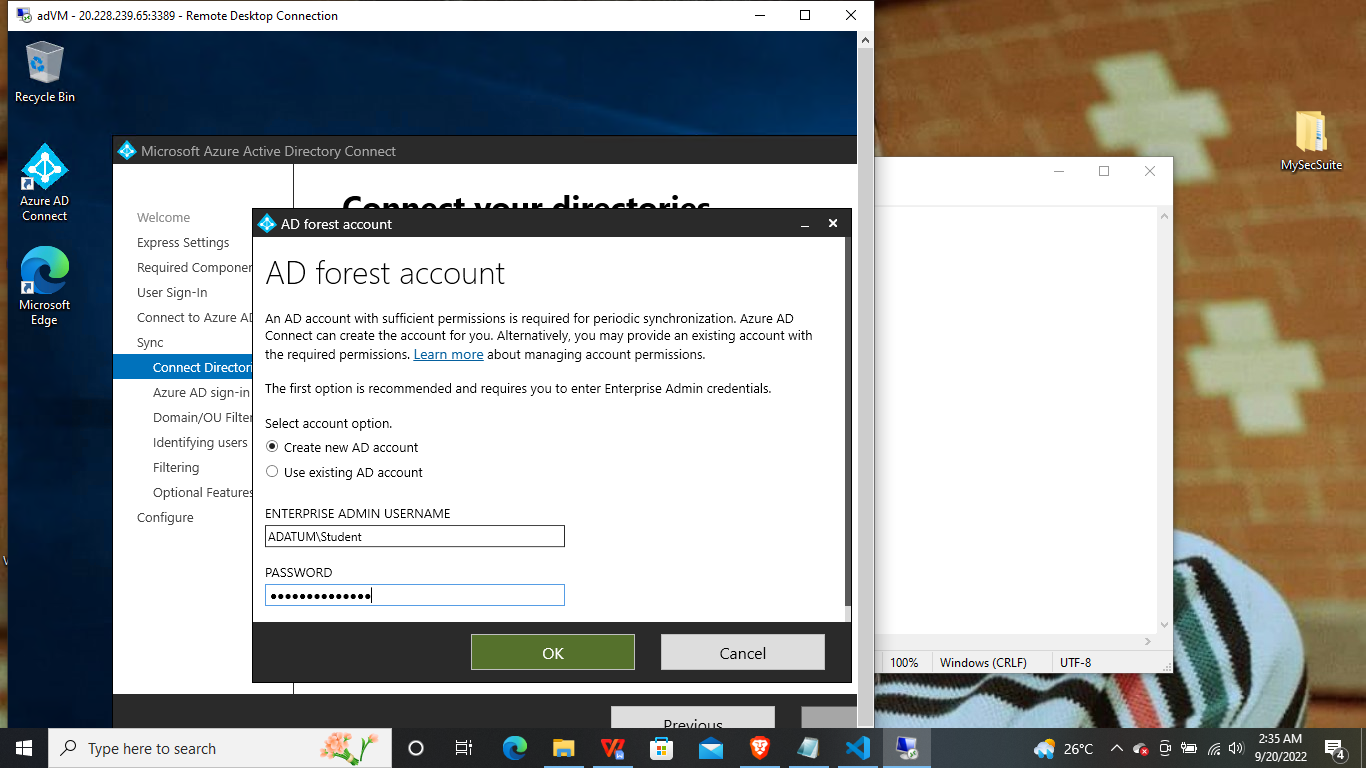 adVM - 20.228.239.65:3389 - Remote Desktop Connection
Recycle Bin
Azure AD
Connect
Microsoft
Edge
Microsoft Azure Active Directory Connect
Welcome
Express Settings
Required Componen
User Sign-In
Connect to Azure AD
Sync
Connect Directori
Azure AD sign-in
Domain/OU Filter
Identifying users
Filtering
Optional Features
Configure
Connect your directories
AD forest account
AD forest account
An AD account with sufficient permissions is required for periodic synchronization. Azure AD
Connect can create the account for you. Alternatively, you may provide an existing account with
the required permissions. Learn more about managing account permissions.
The first option is recommended and requires you to enter Enterprise Admin credentials.
Select account option.
Create new AD account
Use existing AD account
ENTERPRISE ADMIN USERNAME
ADATUM\Student
PASSWORD
●●●●●●●●●●●●●●
OK
Cancel
Previous
MySecSuite
100%
Windows (CRLF)
UTF-8
Type here to search
26°C
2:35 AM
9/20/2022
4